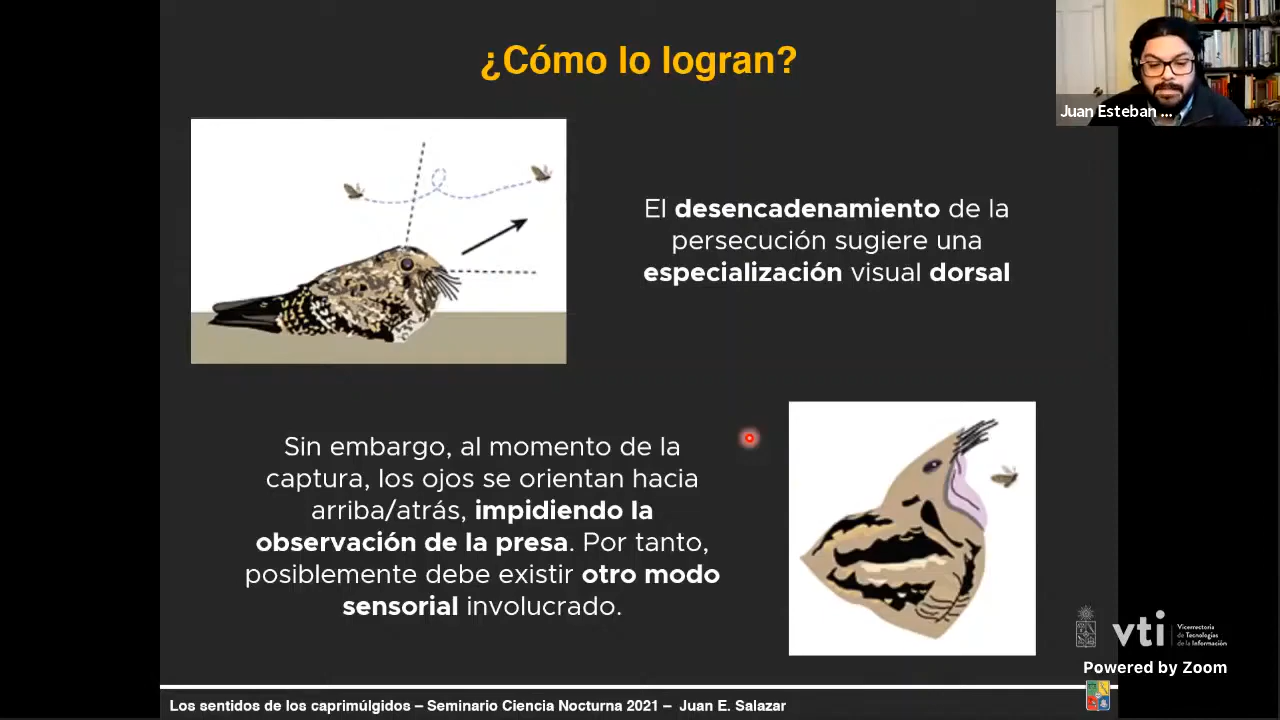 ¿Cómo lo logran?
Juan Esteban ...
El desencadenamiento de la
persecución sugiere una
especialización visual dorsal
Sin embargo, al momento de la
captura, los ojos se orientan hacia
arriba/atrás, impidiendo la
observación de la presa. Por tanto,
posiblemente debe existir otro modo
sensorial involucrado.
vti
Vicerrectoría
de Tecnologías
de la Información
Powered by Zoom
Los sentidos de los caprimúlgidos – Seminario Ciencia Nocturna 2021 – Juan E. Salazar